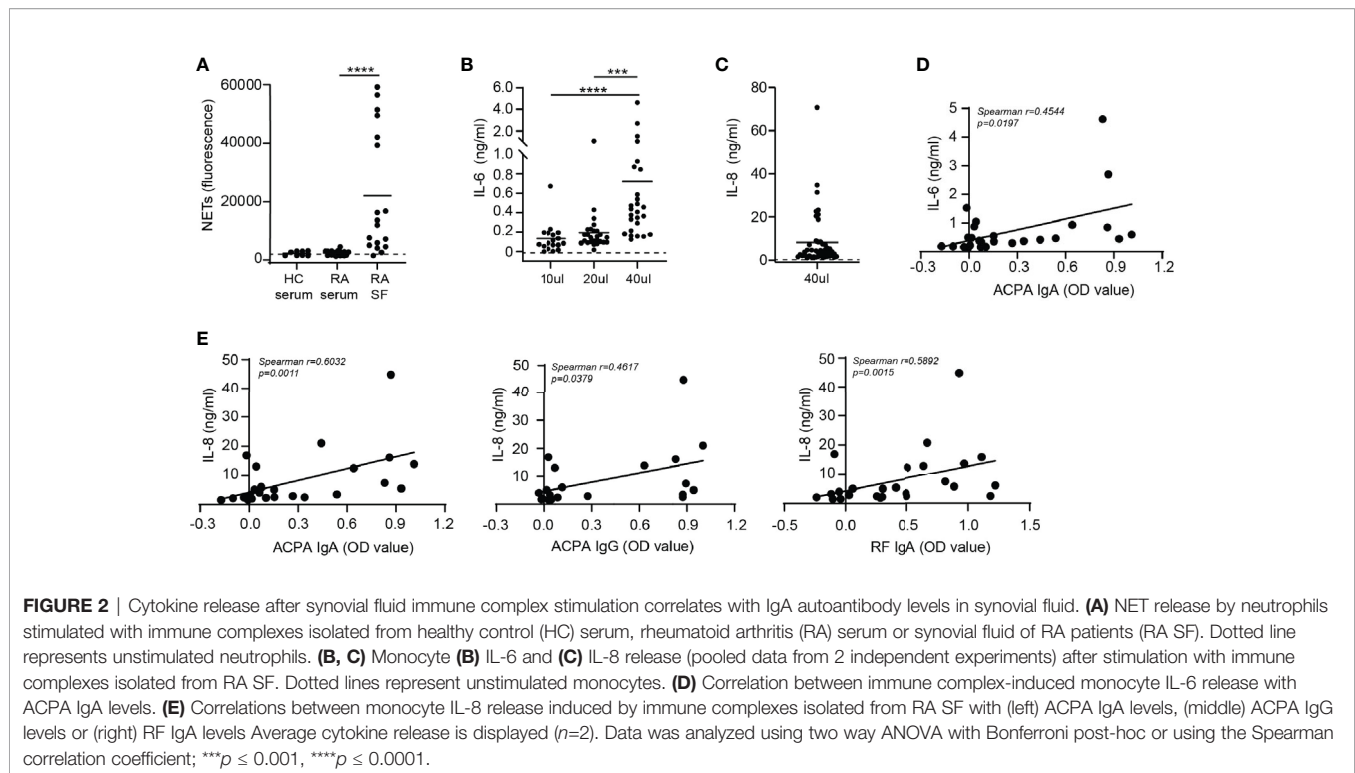 A
NETs (fluorescence)
60000
40000
20000
0
****
HC serum
RA serum
RA SF
B
IL-6 (ng/ml)
6.0
4.0
2.0
1.0
0.8
0.6
0.4
0.2
0
***
****
10ul
20ul
40ul
C
IL-8 (ng/ml)
80
60
40
20
0
40ul
D
Spearman r=0.4544
p=0.0197
IL-6 (ng/ml)
5
4
3
2
1
-0.3
0.0
0.3
0.6
0.9
1.2
ACPA IgA (OD value)
E
Spearman r=0.6032
p=0.0011
IL-8 (ng/ml)
50
40
30
20
10
-0.3
0.0
0.3
0.6
0.9
1.2
ACPA IgA (OD value)
Spearman r=0.4617
p=0.0379
IL-8 (ng/ml)
50
40
30
20
10
-0.3
0.0
0.3
0.6
0.9
1.2
ACPA IgG (OD value)
Spearman r=0.5892
p=0.0015
IL-8 (ng/ml)
50
40
30
20
10
-0.5
0.0
0.5
1.0
1.5
RF IgA (OD value)
FIGURE 2 | Cytokine release after synovial fluid immune complex stimulation correlates with IgA autoantibody levels in synovial fluid. (A) NET release by neutrophils
stimulated with immune complexes isolated from healthy control (HC) serum, rheumatoid arthritis (RA) serum or synovial fluid of RA patients (RA SF). Dotted line
represents unstimulated neutrophils. (B, C) Monocyte (B) IL-6 and (C) IL-8 release (pooled data from 2 independent experiments) after stimulation with immune
complexes isolated from RA SF. Dotted lines represent unstimulated monocytes. (D) Correlation between immune complex-induced monocyte IL-6 release with
ACPA IgA levels. (E) Correlations between monocyte IL-8 release induced by immune complexes isolated from RA SF with (left) ACPA IgA levels, (middle) ACPA IgG
levels or (right) RF IgA levels Average cytokine release is displayed (n=2). Data was analyzed using two way ANOVA with Bonferroni post-hoc or using the Spearman
correlation coefficient; ***p ≤ 0.001, ****p ≤ 0.0001.